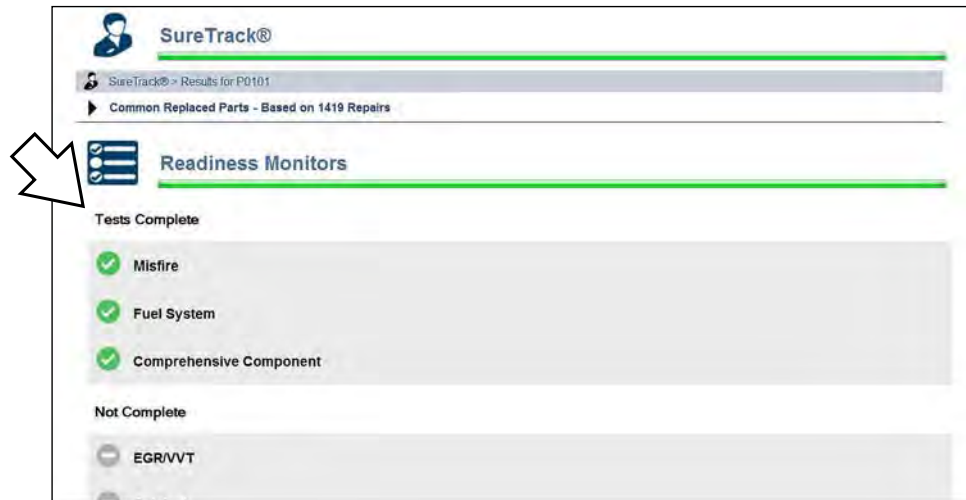 SureTrack®
SureTrack® > Results for P0101
Common Replaced Parts - Based on 1419 Repairs
Readiness Monitors
Tests Complete
Misfire
Fuel System
Comprehensive Component
Not Complete
EGR/VVT